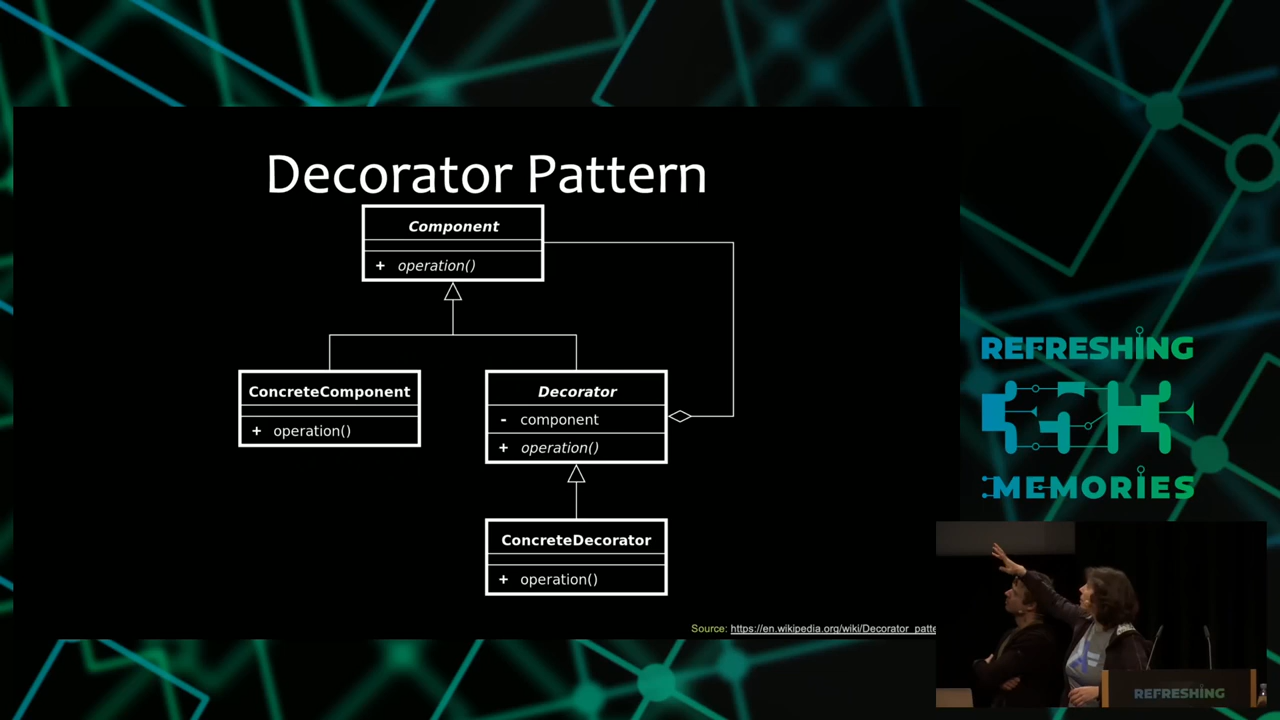 Decorator Pattern
Component
+ operation()
ConcreteComponent
+ operation()
Decorator
- component
+ operation()
ConcreteDecorator
+ operation()
Source: https://en.wikipedia.org/wiki/Decorator_patte
REFRESHING
MEMORIES
REFRESHING